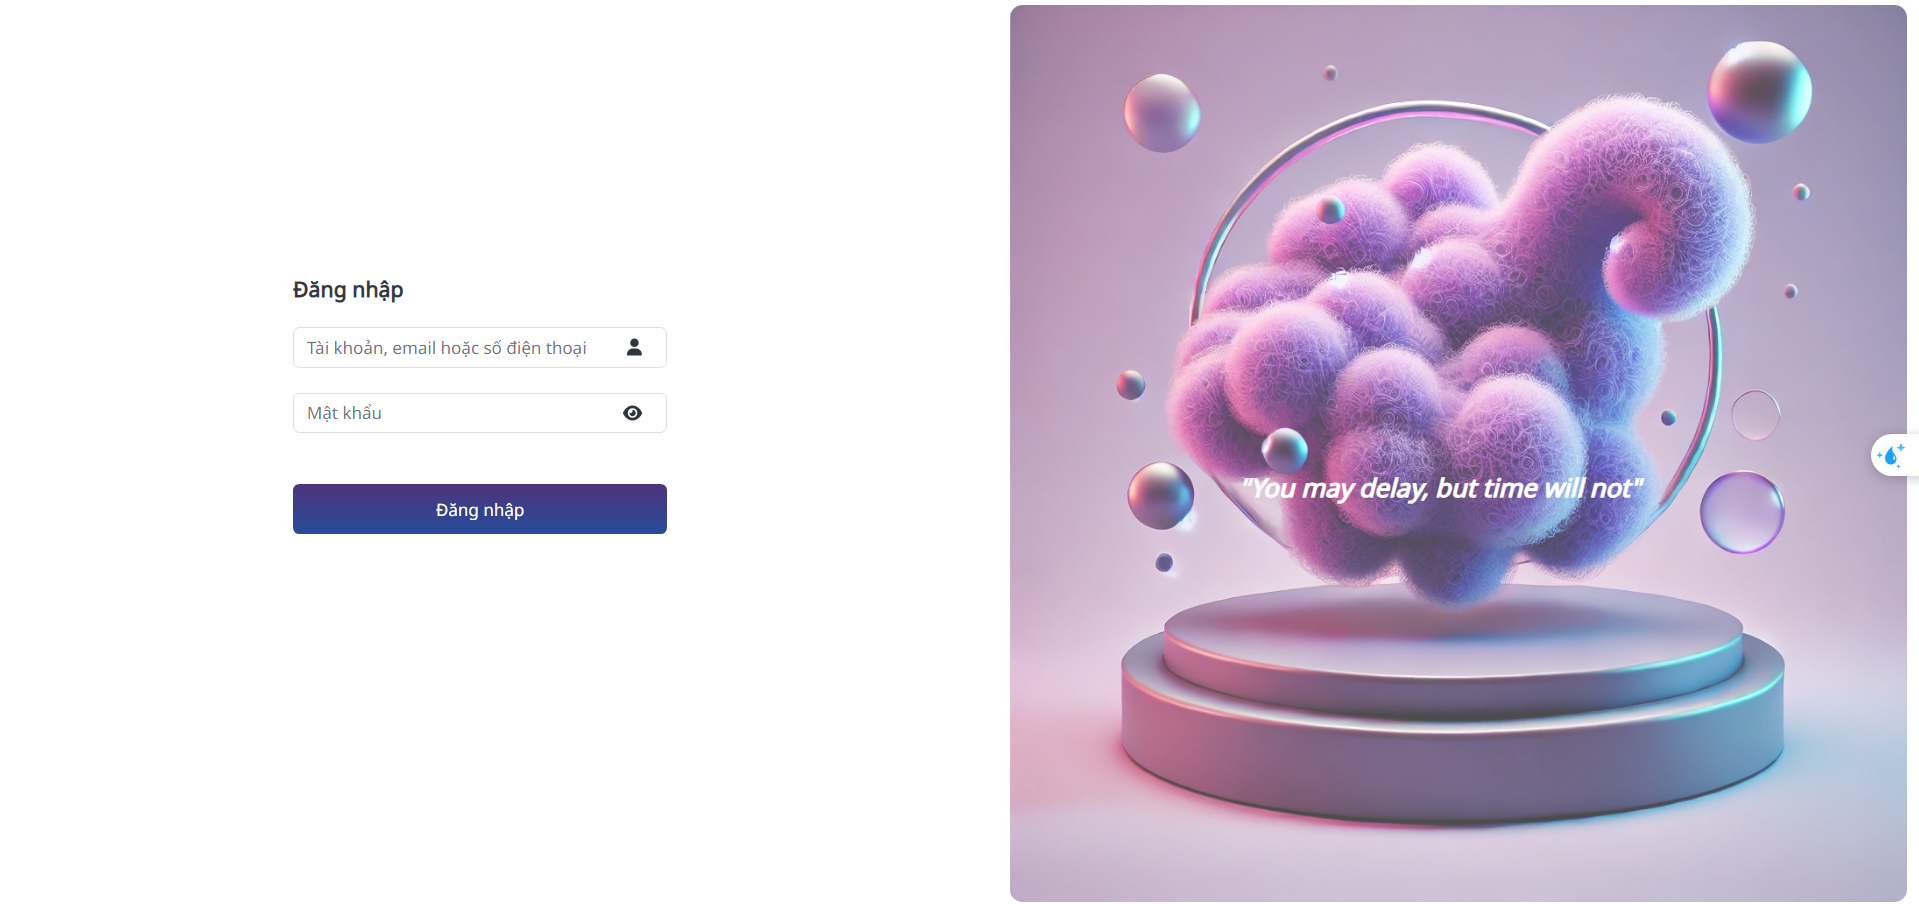 Đăng nhập
Tài khoản, email hoặc số điện thoại
Mật khẩu
Đăng nhập
"You may delay, but time will not"